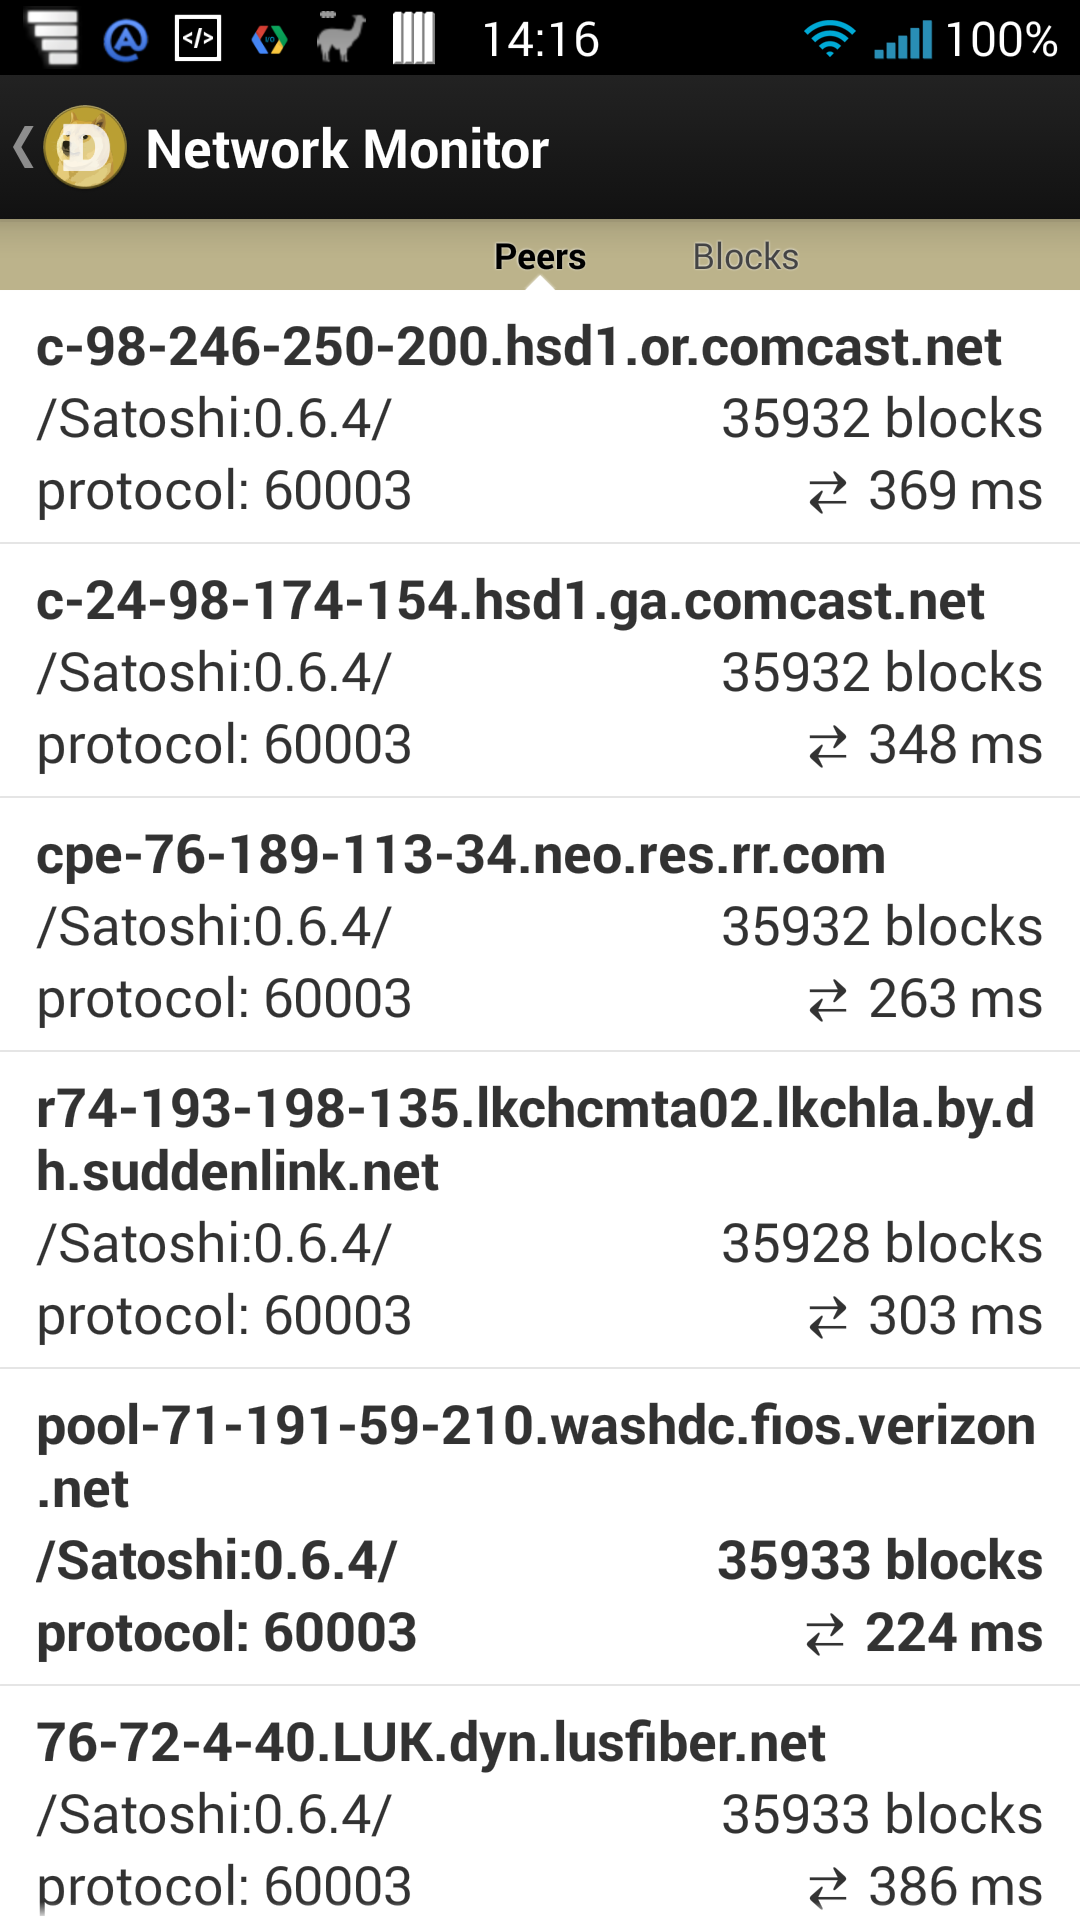 14:16 100%
Network Monitor
Peers Blocks
c-98-246-250-200.hsd1.or.comcast.net
/Satoshi:0.6.4/ 35932 blocks
protocol: 60003 ⇄ 369 ms
c-24-98-174-154.hsd1.ga.comcast.net
/Satoshi:0.6.4/ 35932 blocks
protocol: 60003 ⇄ 348 ms
cpe-76-189-113-34.neo.res.rr.com
/Satoshi:0.6.4/ 35932 blocks
protocol: 60003 ⇄ 263 ms
r74-193-198-135.lkchcmta02.lkchla.by.d
h.suddenlink.net
/Satoshi:0.6.4/ 35928 blocks
protocol: 60003 ⇄ 303 ms
pool-71-191-59-210.washdc.fios.verizon
.net
/Satoshi:0.6.4/ 35933 blocks
protocol: 60003 ⇄ 224 ms
76-72-4-40.LUK.dyn.lusfiber.net
/Satoshi:0.6.4/ 35933 blocks
protocol: 60003 ⇄ 386 ms